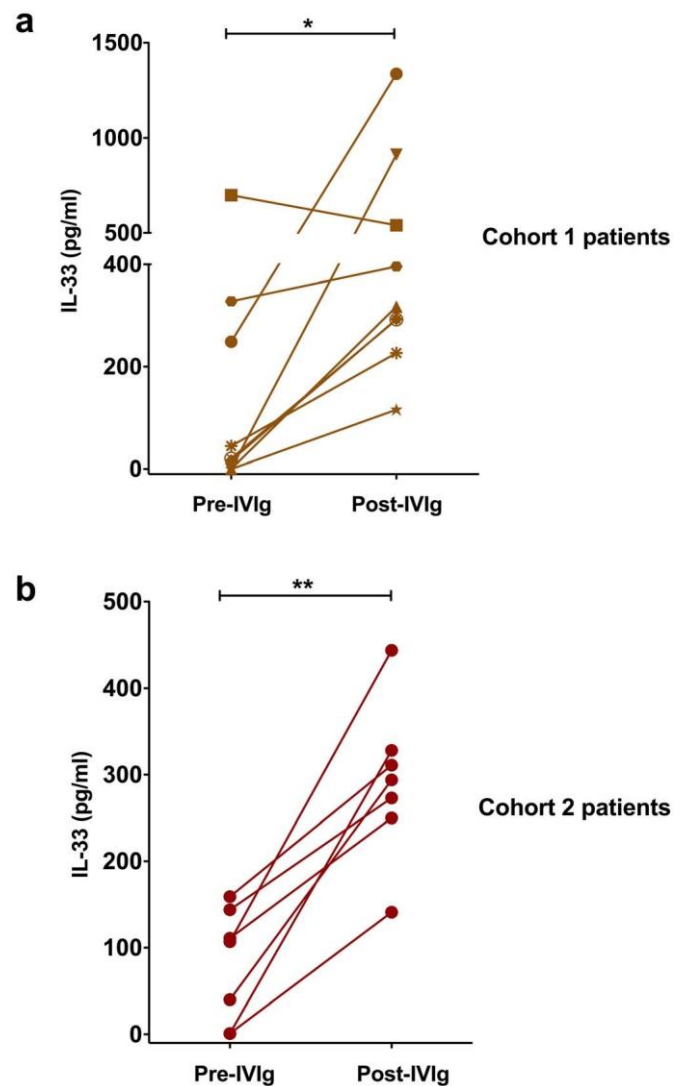 a
*
1500
1000
500
400
200
0
IL-33 (pg/ml)
Pre-IVIg Post-IVIg
Cohort 1 patients
b
**
500
400
300
200
100
0
IL-33 (pg/ml)
Pre-IVIg Post-IVIg
Cohort 2 patients